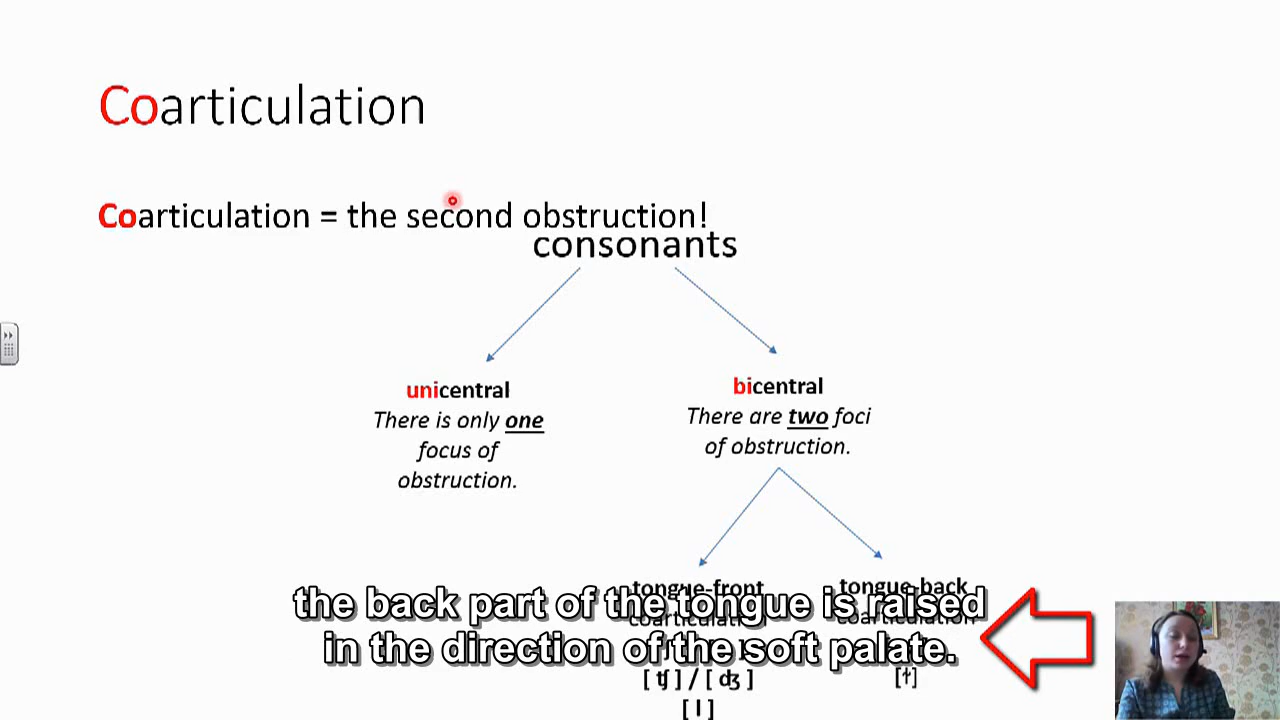 Coarticulation
Coarticulation = the second obstruction!
consonants
unicentral
There is only one
focus of
obstruction.
bicentral
There are two foci
of obstruction.
tongue-front
tongue-back
coarticulation
coarticulation
the back part of the tongue is raised
in the direction of the soft palate.
[ ʧ ] / [ ʤ ]
[ɫ]
[ l ]